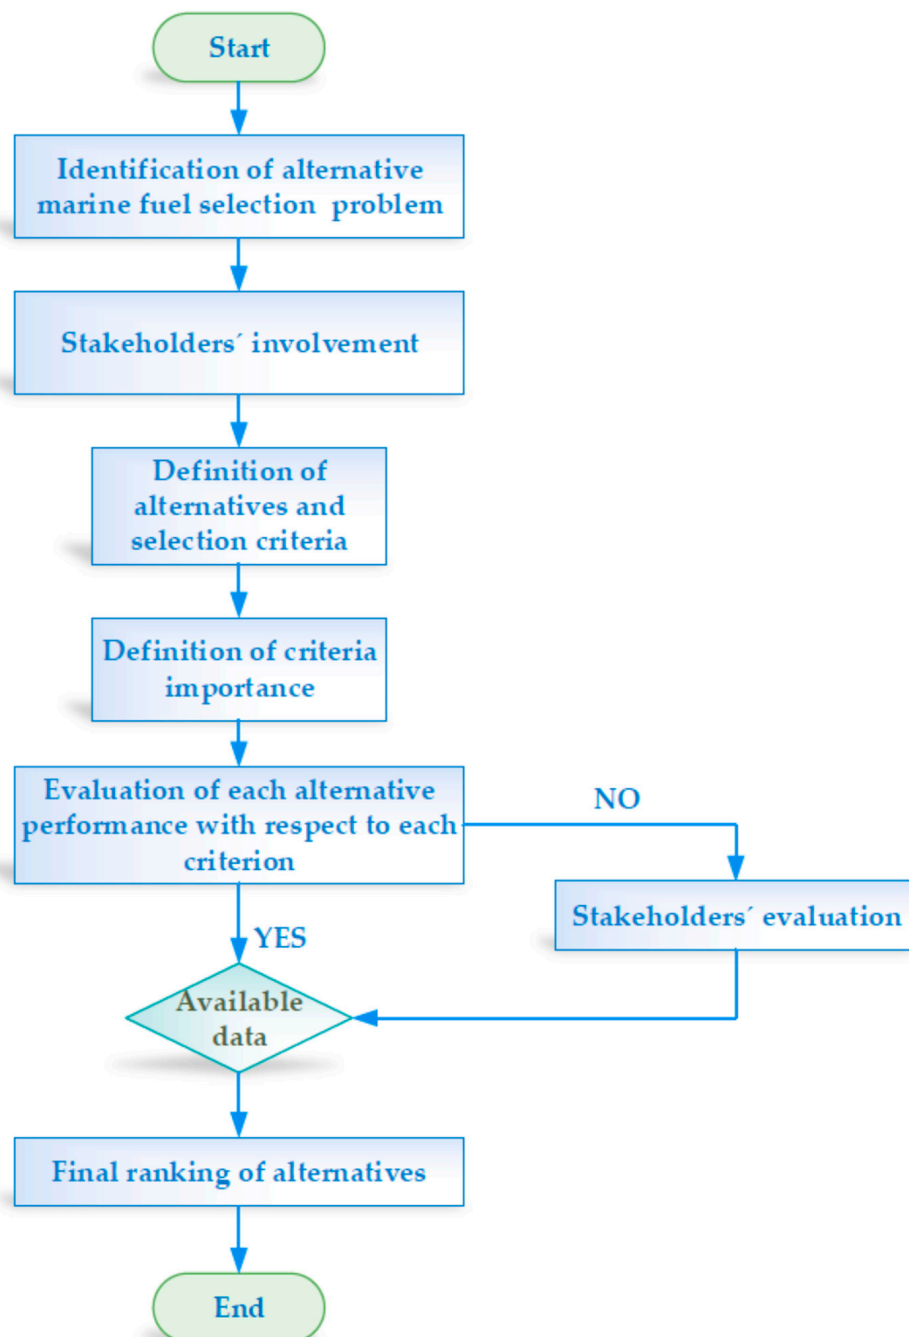 Start
Identification of alternative
marine fuel selection problem
Stakeholders´ involvement
Definition of
alternatives and
selection criteria
Definition of criteria
importance
Evaluation of each alternative
performance with respect to each
criterion
NO
Stakeholders´ evaluation
YES
Available
data
Final ranking of alternatives
End